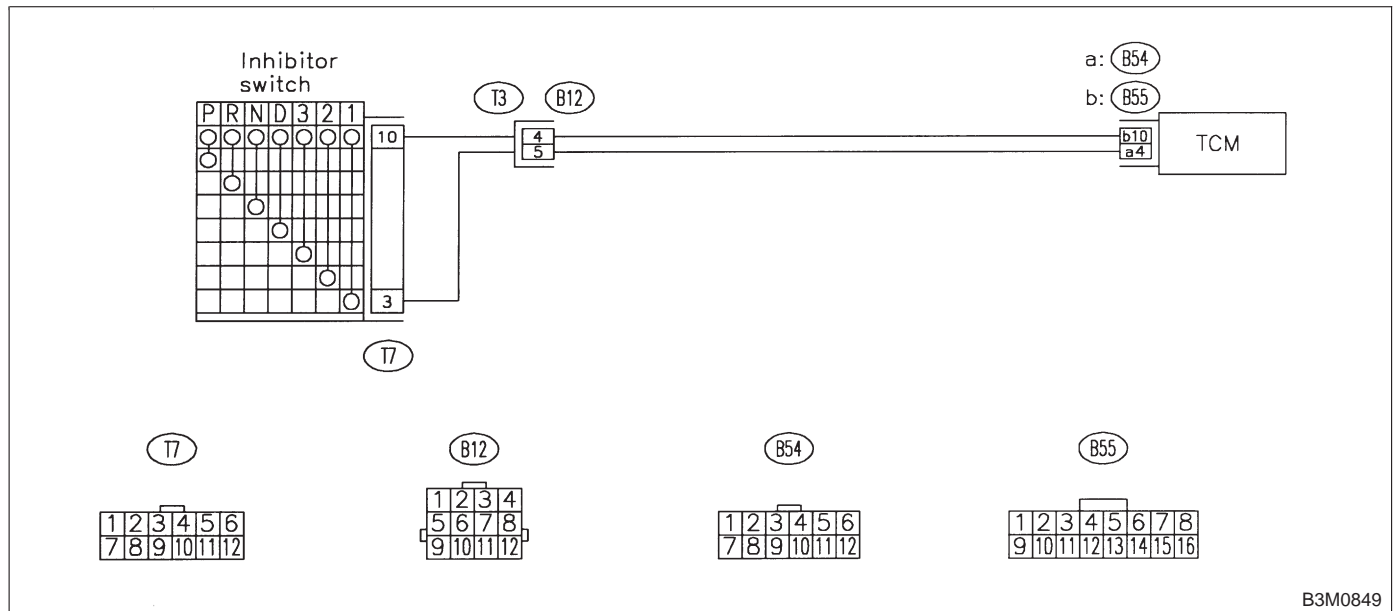 Inhibitor
switch
P R N D 3 2 1
10
3
T7
T3 B12
4
5
a: B54
b: B55
b10
a4
TCM
T7
1 2 3 4 5 6
7 8 9 10 11 12
B12
1 2 3 4
5 6 7 8
9 10 11 12
B54
1 2 3 4 5 6
7 8 9 10 11 12
B55
1 2 3 4 5 6 7 8
9 10 11 12 13 14 15 16
B3M0849